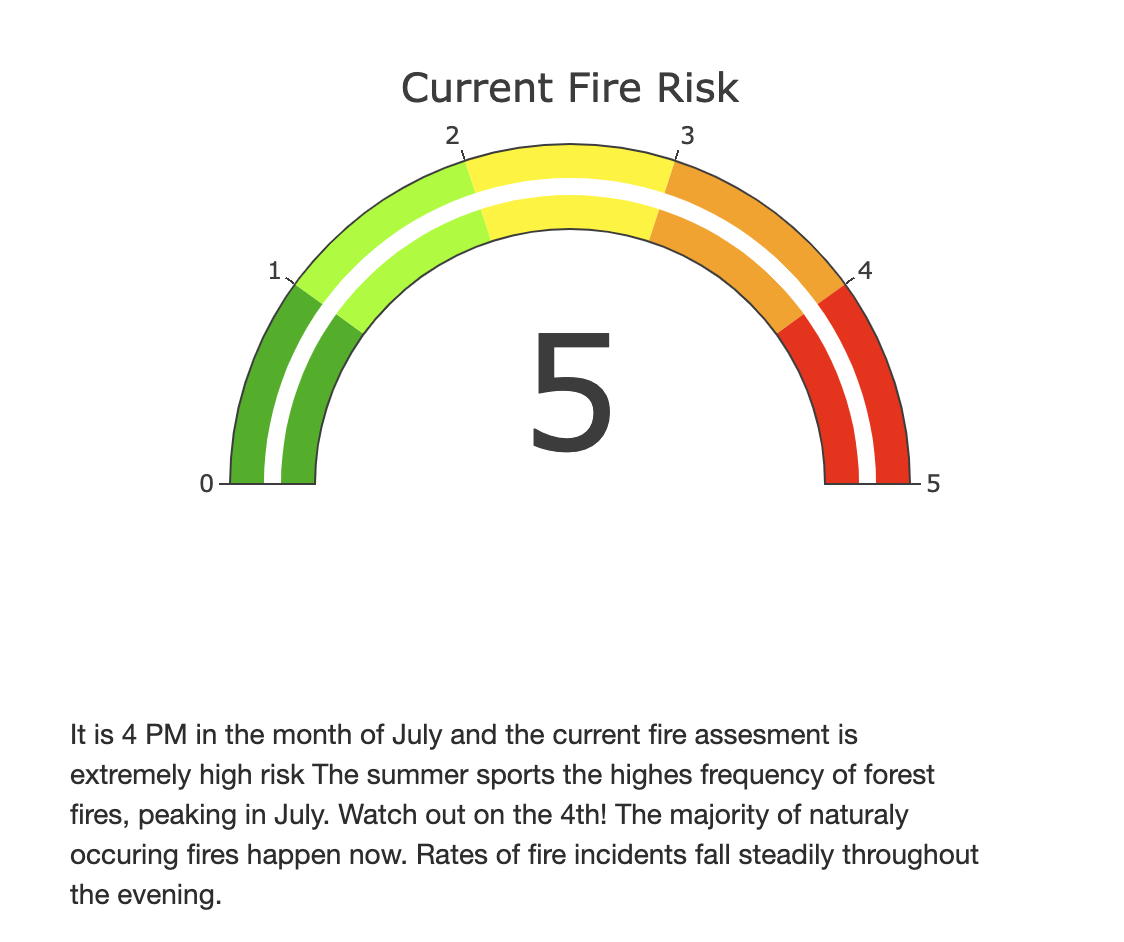 Current Fire Risk
2 3
1 4
5
0 5
It is 4 PM in the month of July and the current fire assesment is
extremely high risk The summer sports the highes frequency of forest
fires, peaking in July. Watch out on the 4th! The majority of naturaly
occuring fires happen now. Rates of fire incidents fall steadily throughout
the evening.